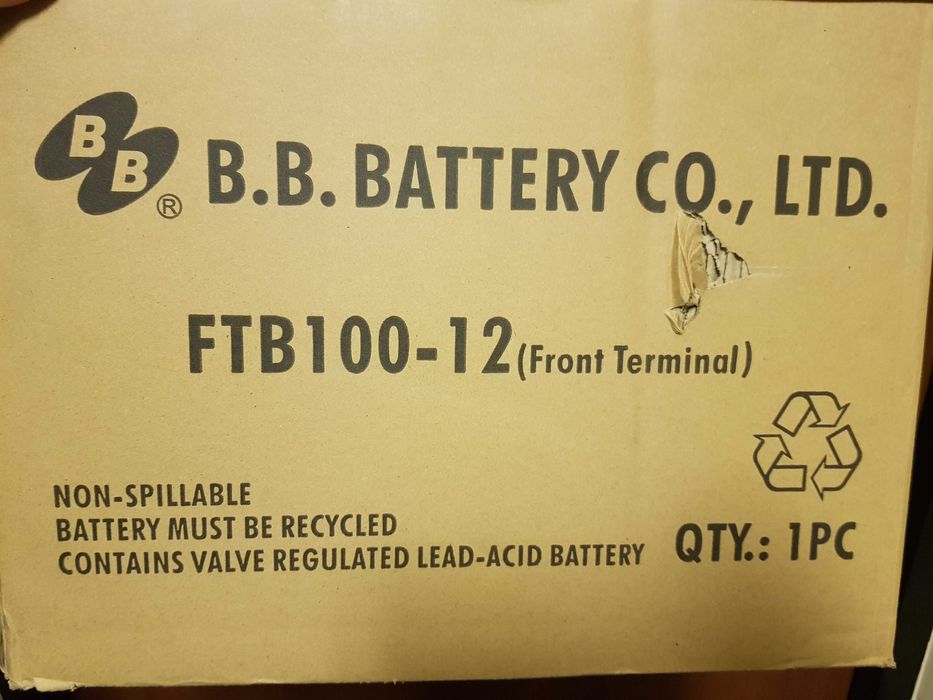 BB® B.B. BATTERY CO., LTD.
FTB100-12 (Front Terminal)
NON-SPILLABLE
BATTERY MUST BE RECYCLED
CONTAINS VALVE REGULATED LEAD-ACID BATTERY
QTY.: 1PC